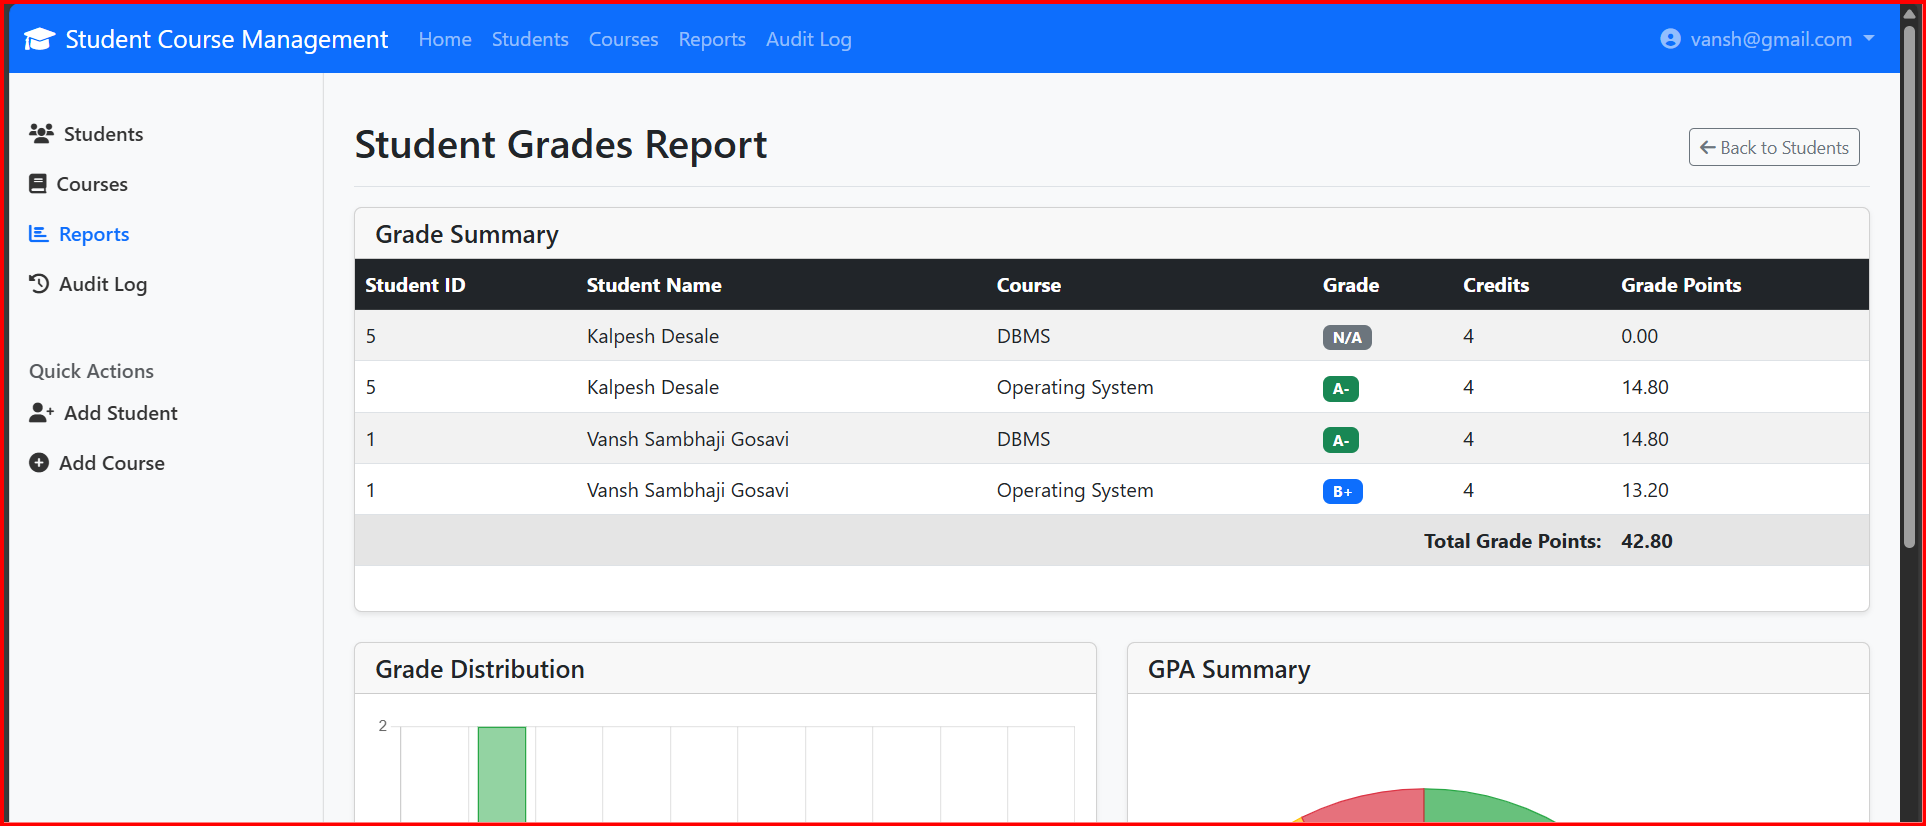 Student Course Management Home Students Courses Reports Audit Log vansh@gmail.com
Students
Courses
Reports
Audit Log
Quick Actions
Add Student
Add Course
Student Grades Report
Back to Students
Grade Summary
Student ID Student Name Course Grade Credits Grade Points
5 Kalpesh Desale DBMS N/A 4 0.00
5 Kalpesh Desale Operating System A- 4 14.80
1 Vansh Sambhaji Gosavi DBMS A- 4 14.80
1 Vansh Sambhaji Gosavi Operating System B+ 4 13.20
Total Grade Points: 42.80
Grade Distribution
2
GPA Summary